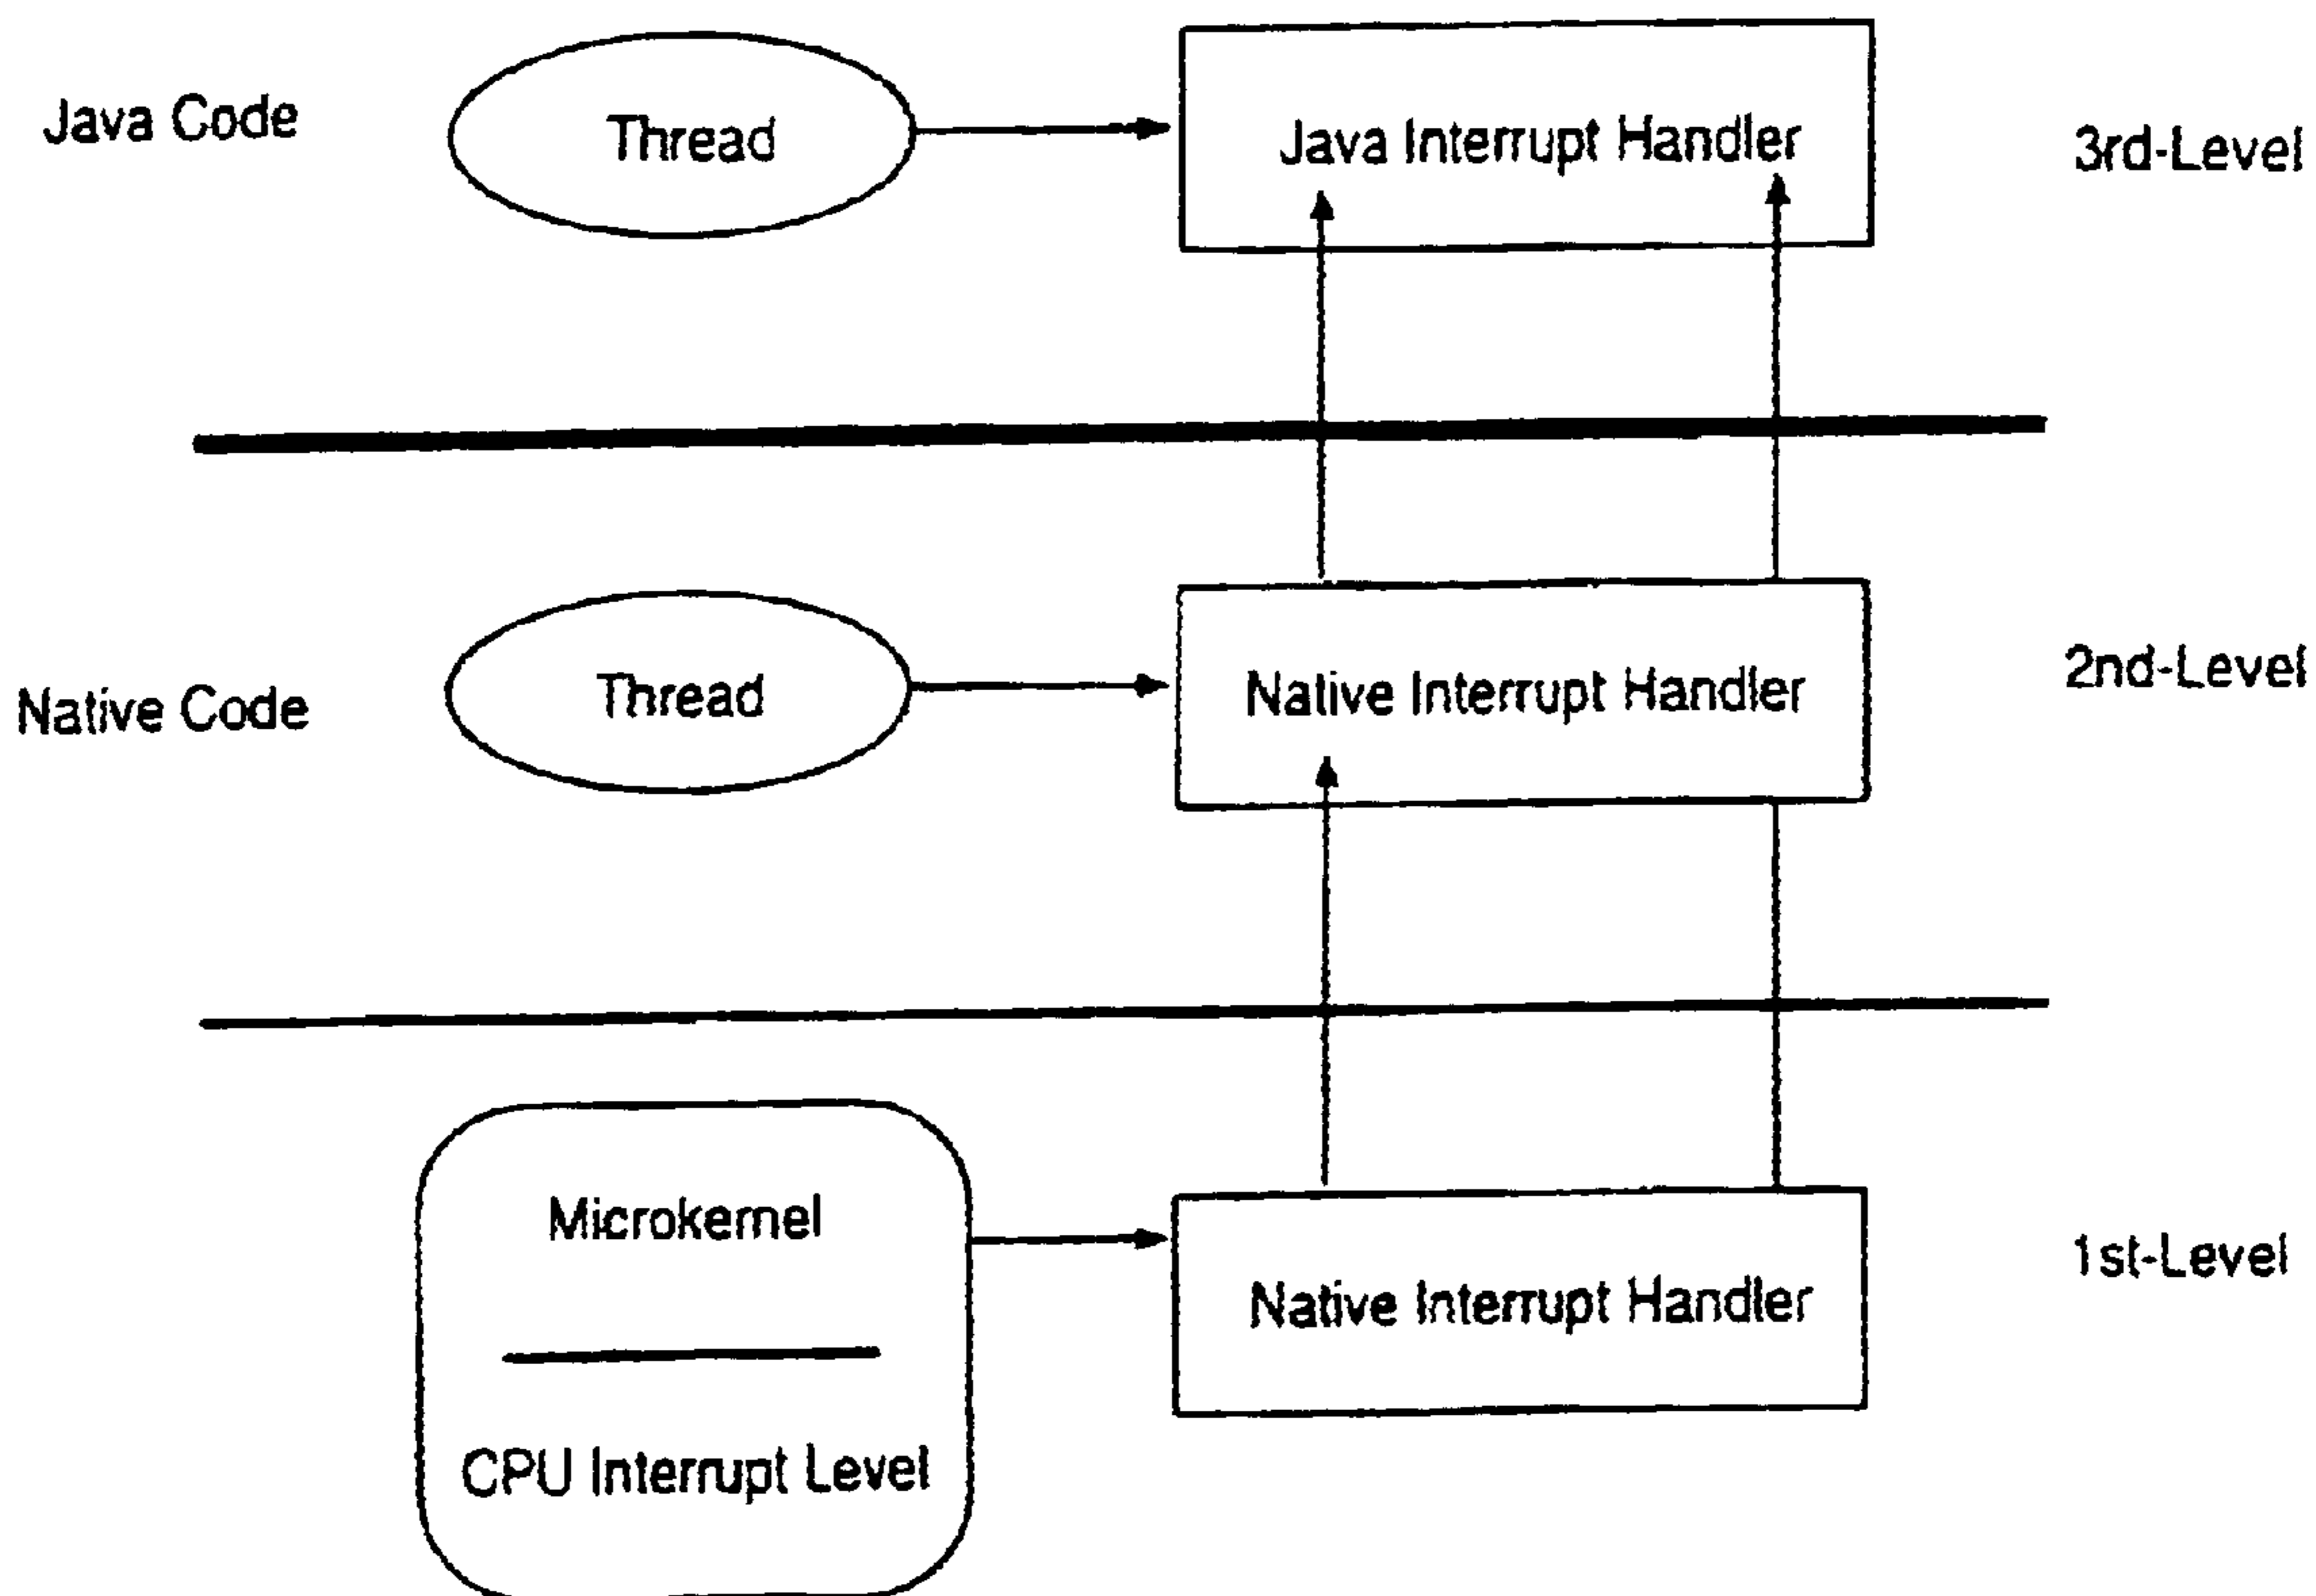 Java Code
Thread
Java Interrupt Handler
3rd-Level
Native Code
Thread
Native Interrupt Handler
2nd-Level
Microkernel
CPU Interrupt Level
Native Interrupt Handler
1st-Level